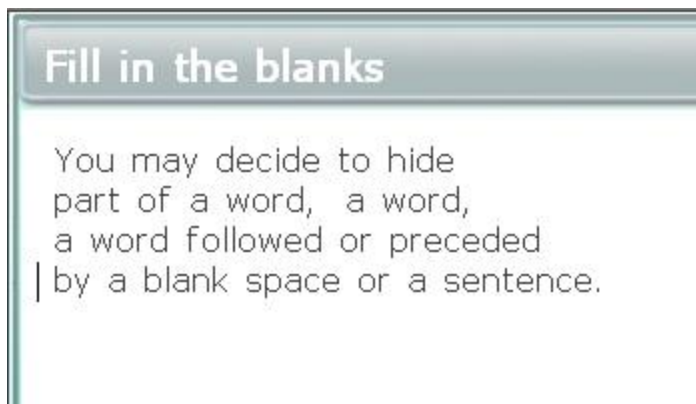 Fill in the blanks
You may decide to hide
part of a word,  a word,
a word followed or preceded
by a blank space or a sentence.